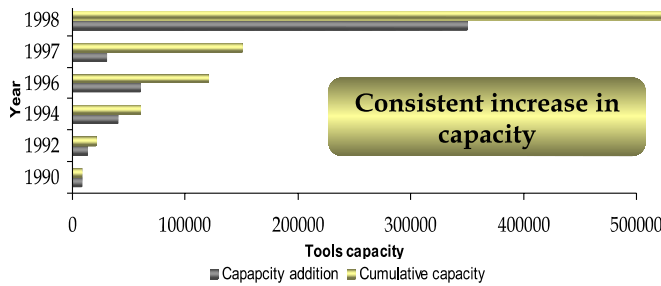 1998
1997
1996
1994
1992
1990
Year
Consistent increase in
capacity
0 100000 200000 300000 400000 500000
Tools capacity
Capapcity addition Cumulative capacity